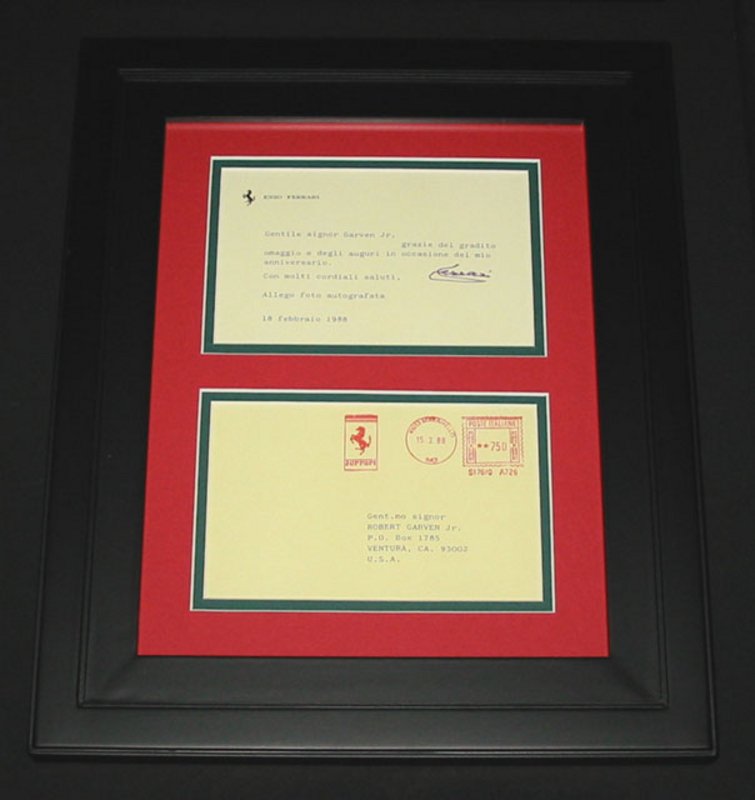 ENZO FERRARI
Gentile signor Garven Jr,
grazie del gradito
omaggio e degli auguri in occasione del mio
anniversario.
Con molti cordiali saluti,
Ferrari
Allego foto autografata
18 febbraio 1988
ferrari
15. 2. 88
POSTE ITALIANE
**750
A726
Gent.mo signor
ROBERT GARVEN Jr.
P.O. Box 1785
VENTURA, CA. 93002
U.S.A.